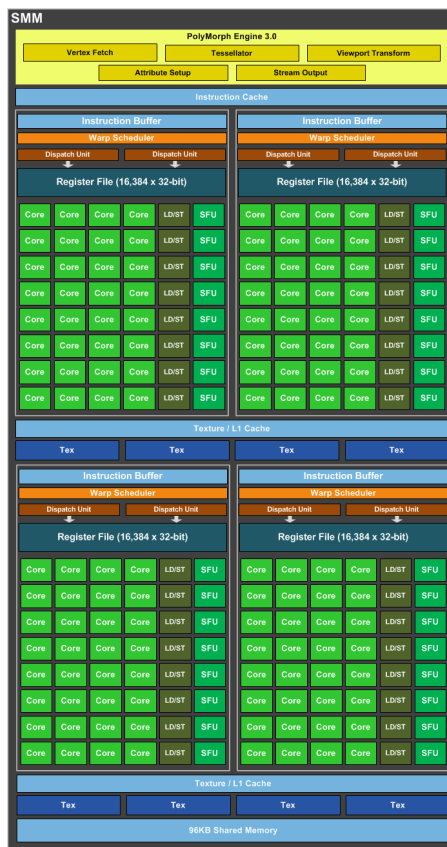 SMM
PolyMorph Engine 3.0
Vertex Fetch Tessellator Viewport Transform
Attribute Setup Stream Output
Instruction Cache
Instruction Buffer Instruction Buffer
Warp Scheduler Warp Scheduler
Dispatch Unit Dispatch Unit Dispatch Unit Dispatch Unit
Register File (16,384 x 32-bit) Register File (16,384 x 32-bit)
Core Core Core Core LD/ST SFU Core Core Core Core LD/ST SFU
Core Core Core Core LD/ST SFU Core Core Core Core LD/ST SFU
Core Core Core Core LD/ST SFU Core Core Core Core LD/ST SFU
Core Core Core Core LD/ST SFU Core Core Core Core LD/ST SFU
Core Core Core Core LD/ST SFU Core Core Core Core LD/ST SFU
Core Core Core Core LD/ST SFU Core Core Core Core LD/ST SFU
Core Core Core Core LD/ST SFU Core Core Core Core LD/ST SFU
Core Core Core Core LD/ST SFU Core Core Core Core LD/ST SFU
Texture / L1 Cache
Tex Tex Tex Tex
Instruction Buffer Instruction Buffer
Warp Scheduler Warp Scheduler
Dispatch Unit Dispatch Unit Dispatch Unit Dispatch Unit
Register File (16,384 x 32-bit) Register File (16,384 x 32-bit)
Core Core Core Core LD/ST SFU Core Core Core Core LD/ST SFU
Core Core Core Core LD/ST SFU Core Core Core Core LD/ST SFU
Core Core Core Core LD/ST SFU Core Core Core Core LD/ST SFU
Core Core Core Core LD/ST SFU Core Core Core Core LD/ST SFU
Core Core Core Core LD/ST SFU Core Core Core Core LD/ST SFU
Core Core Core Core LD/ST SFU Core Core Core Core LD/ST SFU
Core Core Core Core LD/ST SFU Core Core Core Core LD/ST SFU
Core Core Core Core LD/ST SFU Core Core Core Core LD/ST SFU
Texture / L1 Cache
Tex Tex Tex Tex
96KB Shared Memory